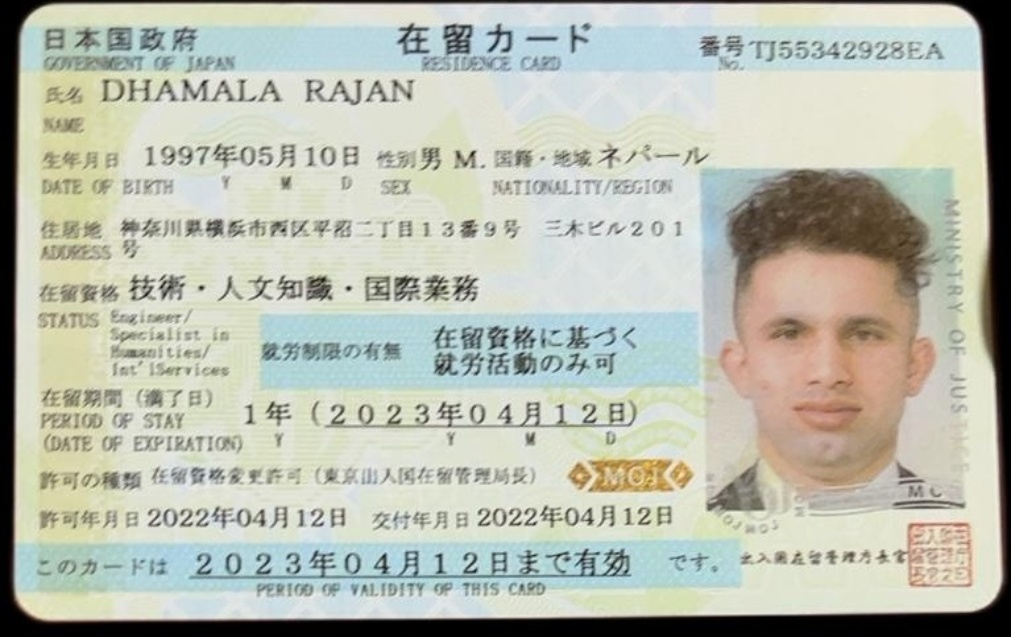 日本国政府 在留カード 番号 TJ55342928EA
GOVERNMENT OF JAPAN RESIDENCE CARD No.
氏名 DHAMALA RAJAN
NAME
生年月日 1997年05月10日 性別 男 M. 国籍・地域 ネパール
DATE OF BIRTH Y M D SEX NATIONALITY/REGION
住居地 神奈川県横浜市西区平沼二丁目13番9号 三木ビル201
ADDRESS 号
在留資格 技術・人文知識・国際業務
STATUS Engineer/
Specialist in
Humanities/
Int'lServices
就労制限の有無 在留資格に基づく
就労活動のみ可
在留期間(満了日)
PERIOD OF STAY 1年(2023年04月12日)
(DATE OF EXPIRATION) Y Y M D
許可の種類 在留資格変更許可(東京出入国在留管理局長) MOJ
許可年月日 2022年04月12日 交付年月日 2022年04月12日
このカードは 2023年04月12日まで有効 です。
PERIOD OF VALIDITY OF THIS CARD
出入国在留管理庁長官
MINISTRY OF JUSTICE